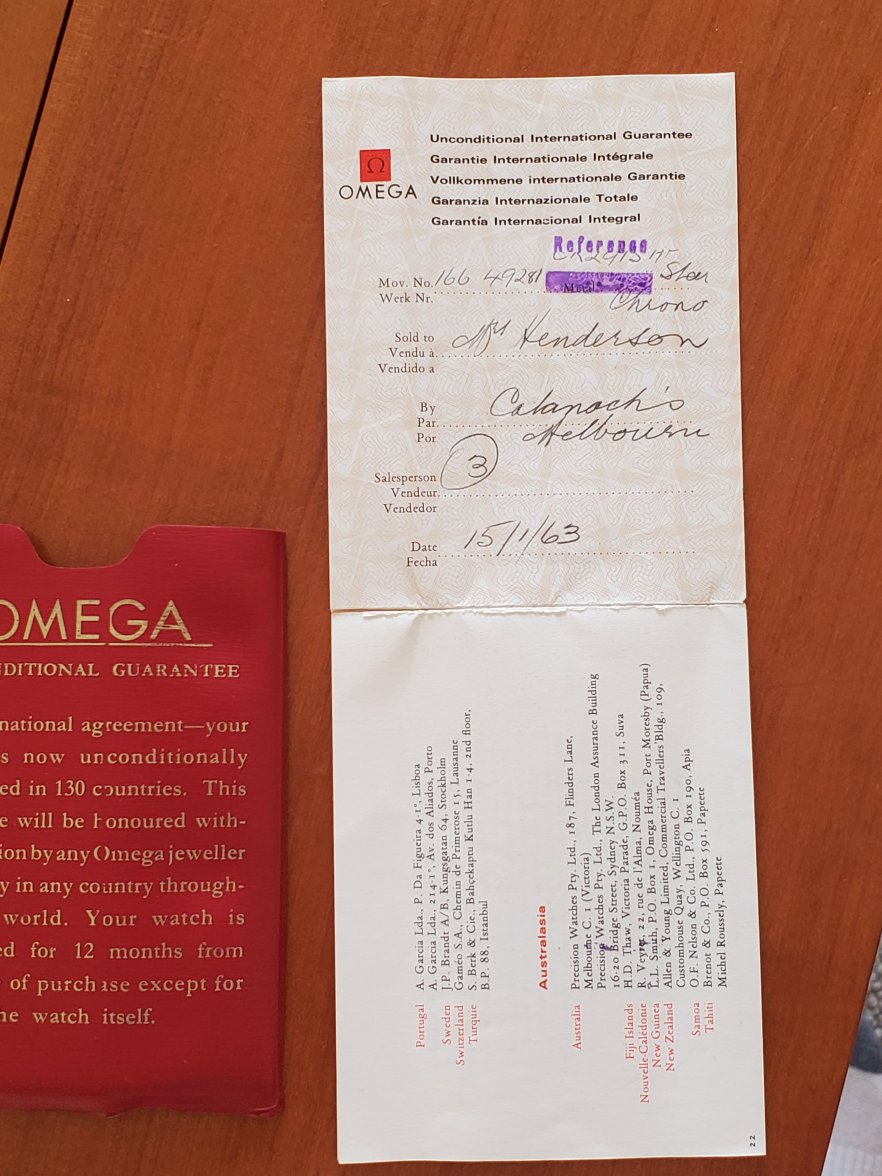 Unconditional International Guarantee
Garantie Internationale Intégrale
Vollkommene internationale Garantie
Garanzia Internazionale Totale
Garantía Internacional Integral
Ω
OMEGA
Reference
Mov. No. 166 49281 Star
Werk Nr. Chrono
Sold to
Vendu à Henderson
Vendido a
By
Par Melbourne
Por
Salesperson 3
Vendeur
Vendedor
Date 15/1/63
Fecha
OMEGA
NDITIONAL GUARANTEE
national agreement—your
s now unconditionally
ed in 130 countries. This
e will be honoured with-
ion by any Omega jeweller
y in any country through-
world. Your watch is
ed for 12 months from
of purchase except for
he watch itself.
Portugal A. Garcia Lda., P. Da Figueira 4-1°, Lisboa
A. Garcia Lda., 214-1°, Av. dos Aliados, Porto
Sweden J.P. Brandt A/B, Kungsgatan 64, Stockholm
Switzerland Gaméo S.A., Chemin de Primerose 15, Lausanne
Turquie S. Berk & Cie., Bahçekaptu Kutlu Han 1-4, 2nd floor,
B.P. 88, Istanbul
Australasia
Australia Precision Watches Pty. Ltd., 187, Flinders Lane,
Melbourne C. 1 (Victoria)
Precision Watches Pty. Ltd., The London Assurance Building
16-20 Bridge Street, Sydney N.S.W.
Fiji Islands H.D. Thaw, Victoria Parade, G.P.O. Box 311, Suva
Nouvelle-Calédonie R. Veyret, 22, rue de l'Alma, Nouméa
New Guinea L.L. Smith, P.O. Box 1, Omega House, Port Moresby (Papua)
New Zealand Allen & Young Limited, Commercial Travellers Bldg., 109,
Customhouse Quay, Wellington C. 1
Samoa O.F. Nelson & Co. Ltd., P.O. Box 190, Apia
Tahiti Brenot & Co., P.O. Box 391, Papeete
Michel Roussely, Papeete
22